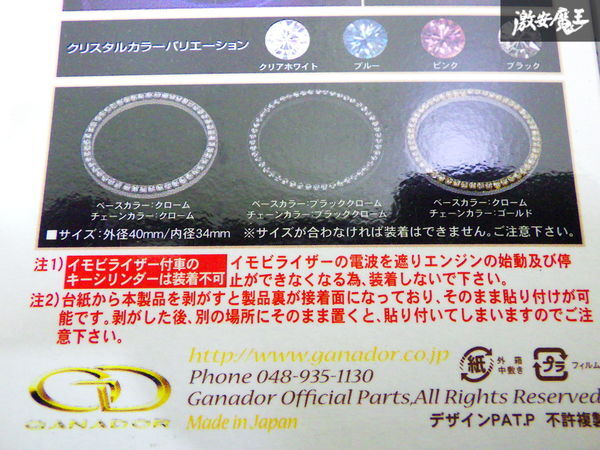 激安魔王
クリスタルカラーバリエーション
クリアホワイト ブルー ピンク ブラック
ベースカラー:クローム
チェーンカラー:クローム
ベースカラー:ブラッククローム
チェーンカラー:ブラッククローム
ベースカラー:クローム
チェーンカラー:ゴールド
■サイズ:外径40mm/内径34mm ※サイズが合わなければ装着はできません。ご注意下さい。
注1)イモビライザー付車のキーシリンダーは装着不可 イモビライザーの電波を遮りエンジンの始動及び停
止ができなくなる為、装着しないで下さい。
注2)台紙から本製品を剥がすと製品裏が接着面になっており、そのまま貼り付けが可
能です。剥がした後、別の場所にそのまま置くと、貼り付いてしまいますのでご注
意下さい。
http://www.ganador.co.jp
Phone 048-935-1130
Ganador Official Parts,All Rights Reserve
Made in Japan
GANADOR
紙 外箱 中敷き
プラ フィルム
デザインPAT.P 不許複製